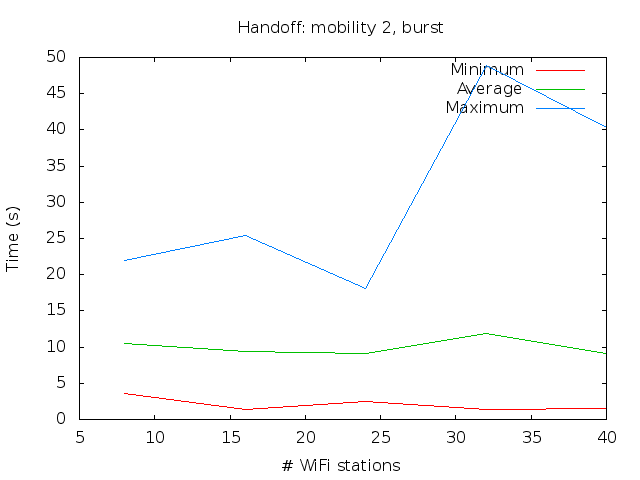 Handoff: mobility 2, burst
50
45
40
35
30
25
20
15
10
5
0
Time (s)
Minimum
Average
Maximum
5 10 15 20 25 30 35 40
# WiFi stations